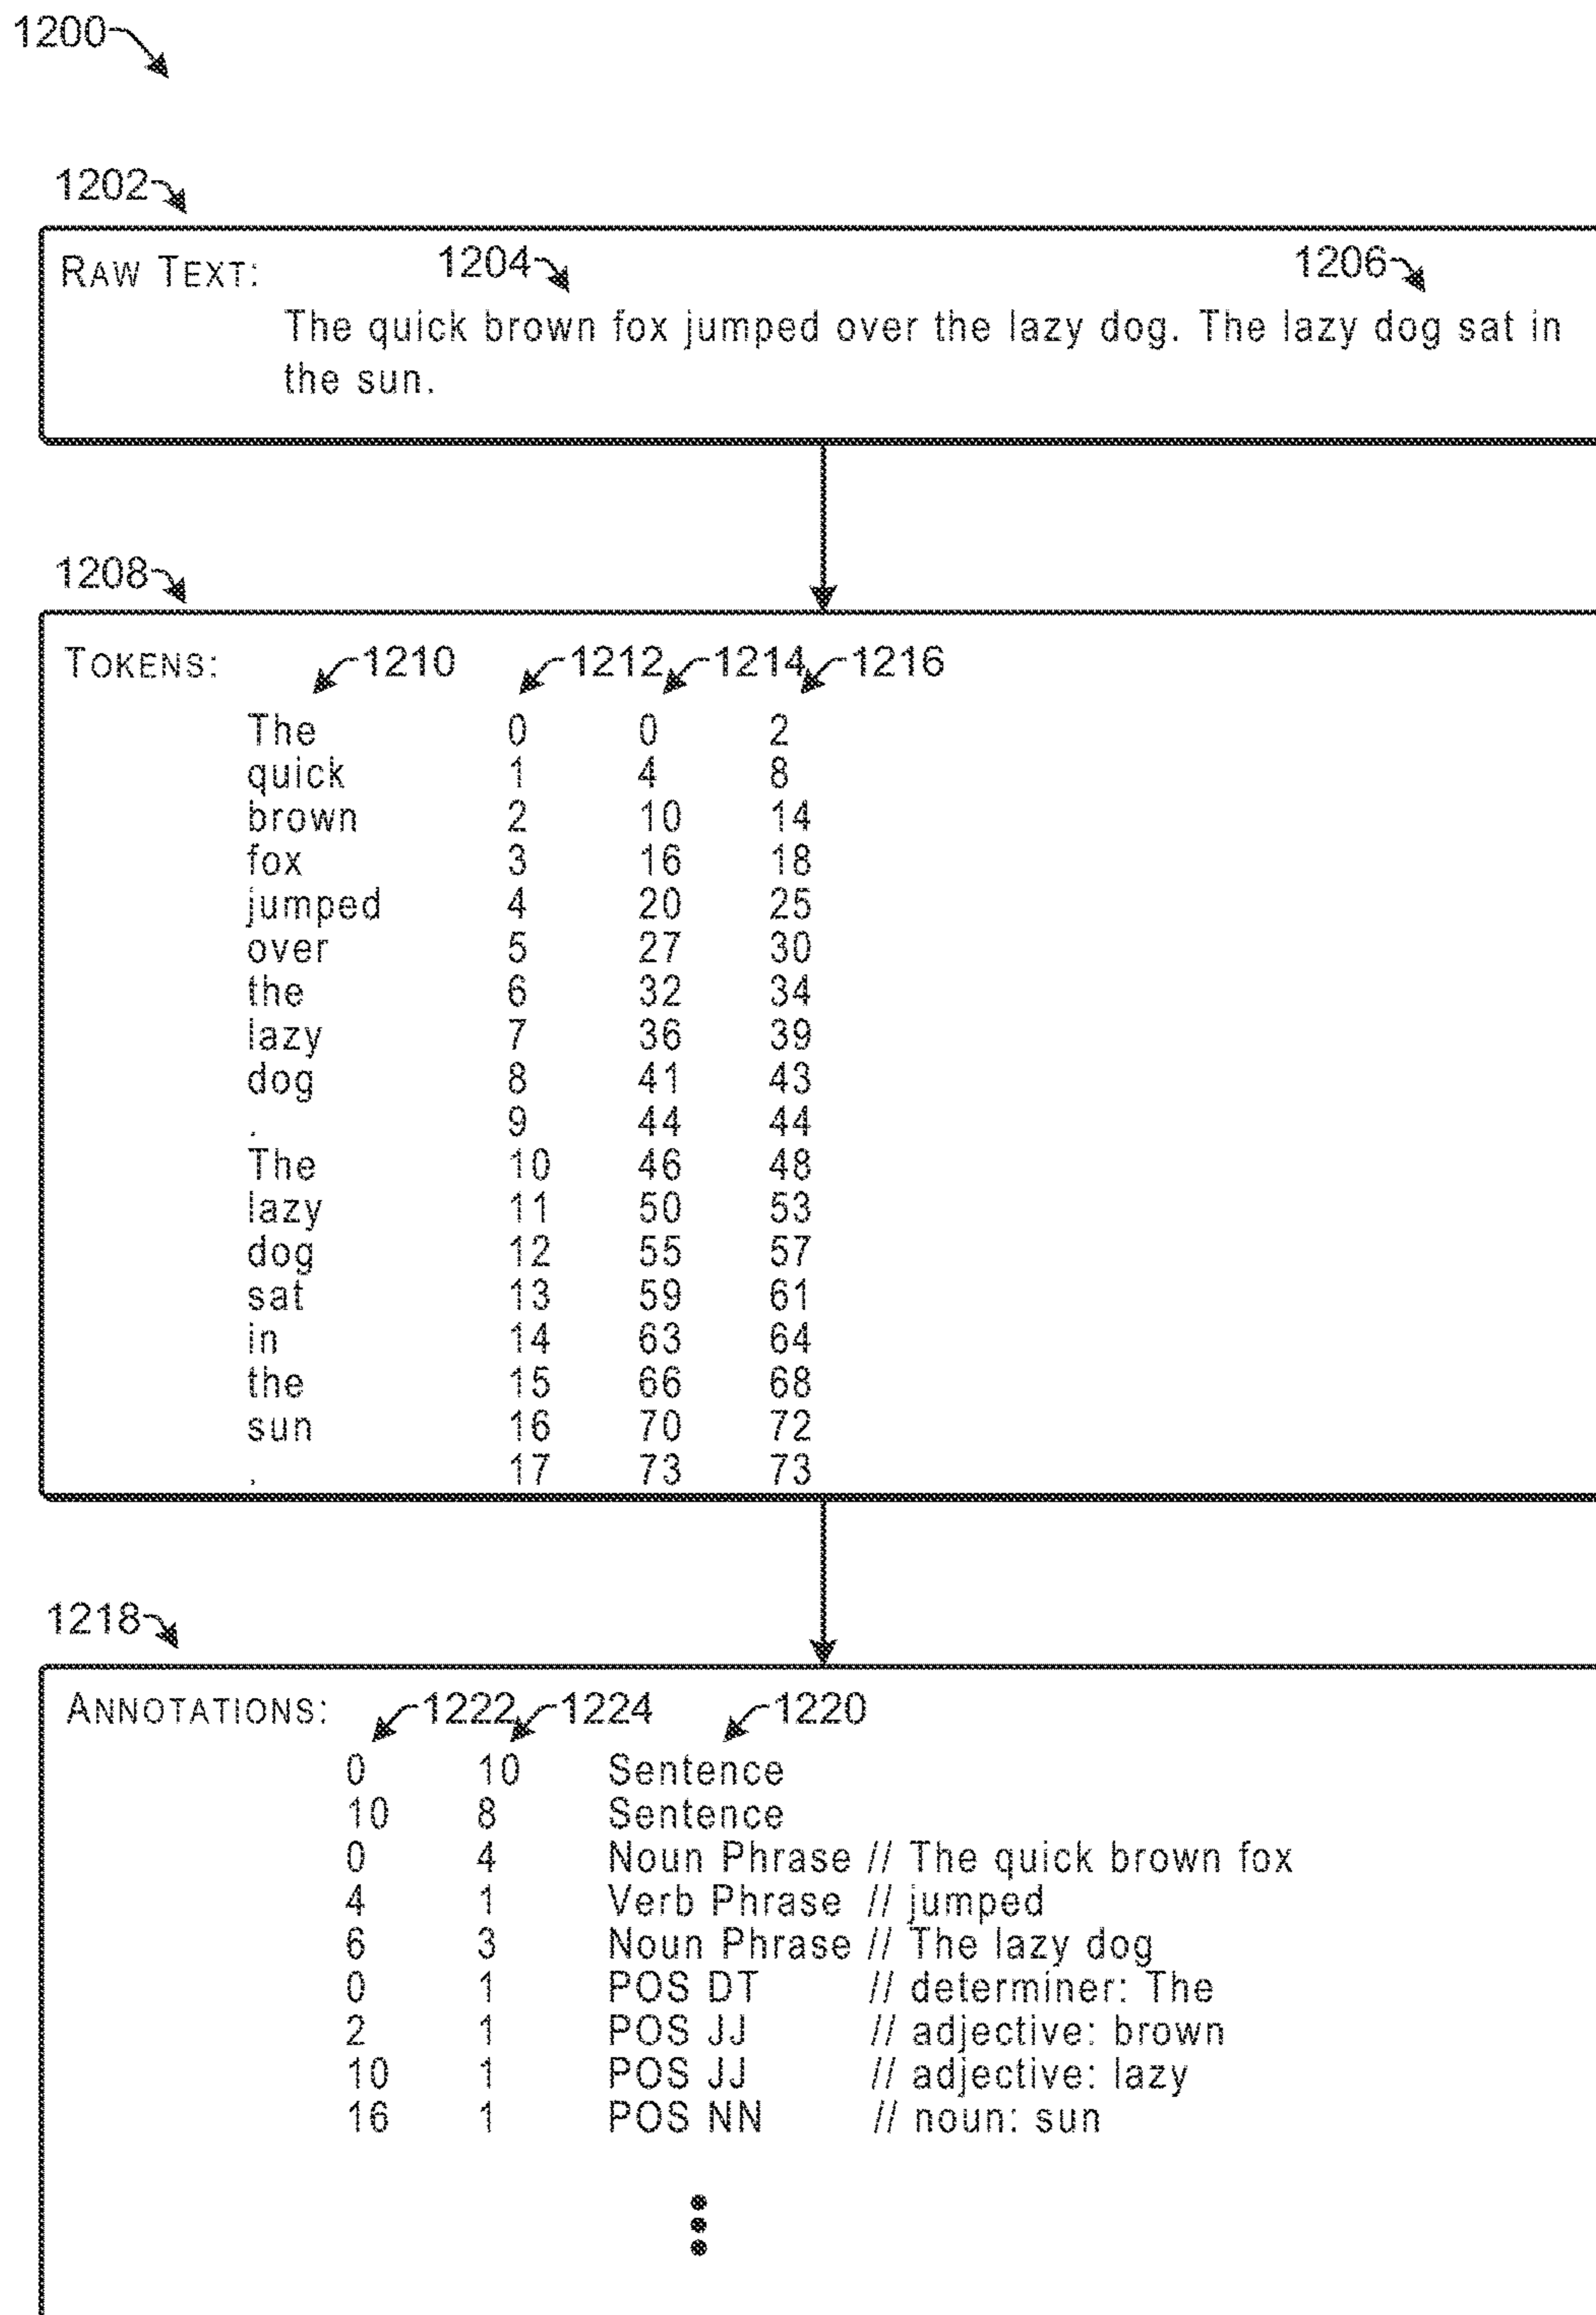 1200
1202
RAW TEXT: 1204 1206
The quick brown fox jumped over the lazy dog. The lazy dog sat in
the sun.
1208
TOKENS: 1210 1212 1214 1216
The 0 0 2
quick 1 4 8
brown 2 10 14
fox 3 16 18
jumped 4 20 25
over 5 27 30
the 6 32 34
lazy 7 36 39
dog 8 41 43
. 9 44 44
The 10 46 48
lazy 11 50 53
dog 12 55 57
sat 13 59 61
in 14 63 64
the 15 66 68
sun 16 70 72
. 17 73 73
1218
ANNOTATIONS: 1222 1224 1220
0 10 Sentence
10 8 Sentence
0 4 Noun Phrase // The quick brown fox
4 1 Verb Phrase // jumped
6 3 Noun Phrase // The lazy dog
0 1 POS DT // determiner: The
2 1 POS JJ // adjective: brown
10 1 POS JJ // adjective: lazy
16 1 POS NN // noun: sun